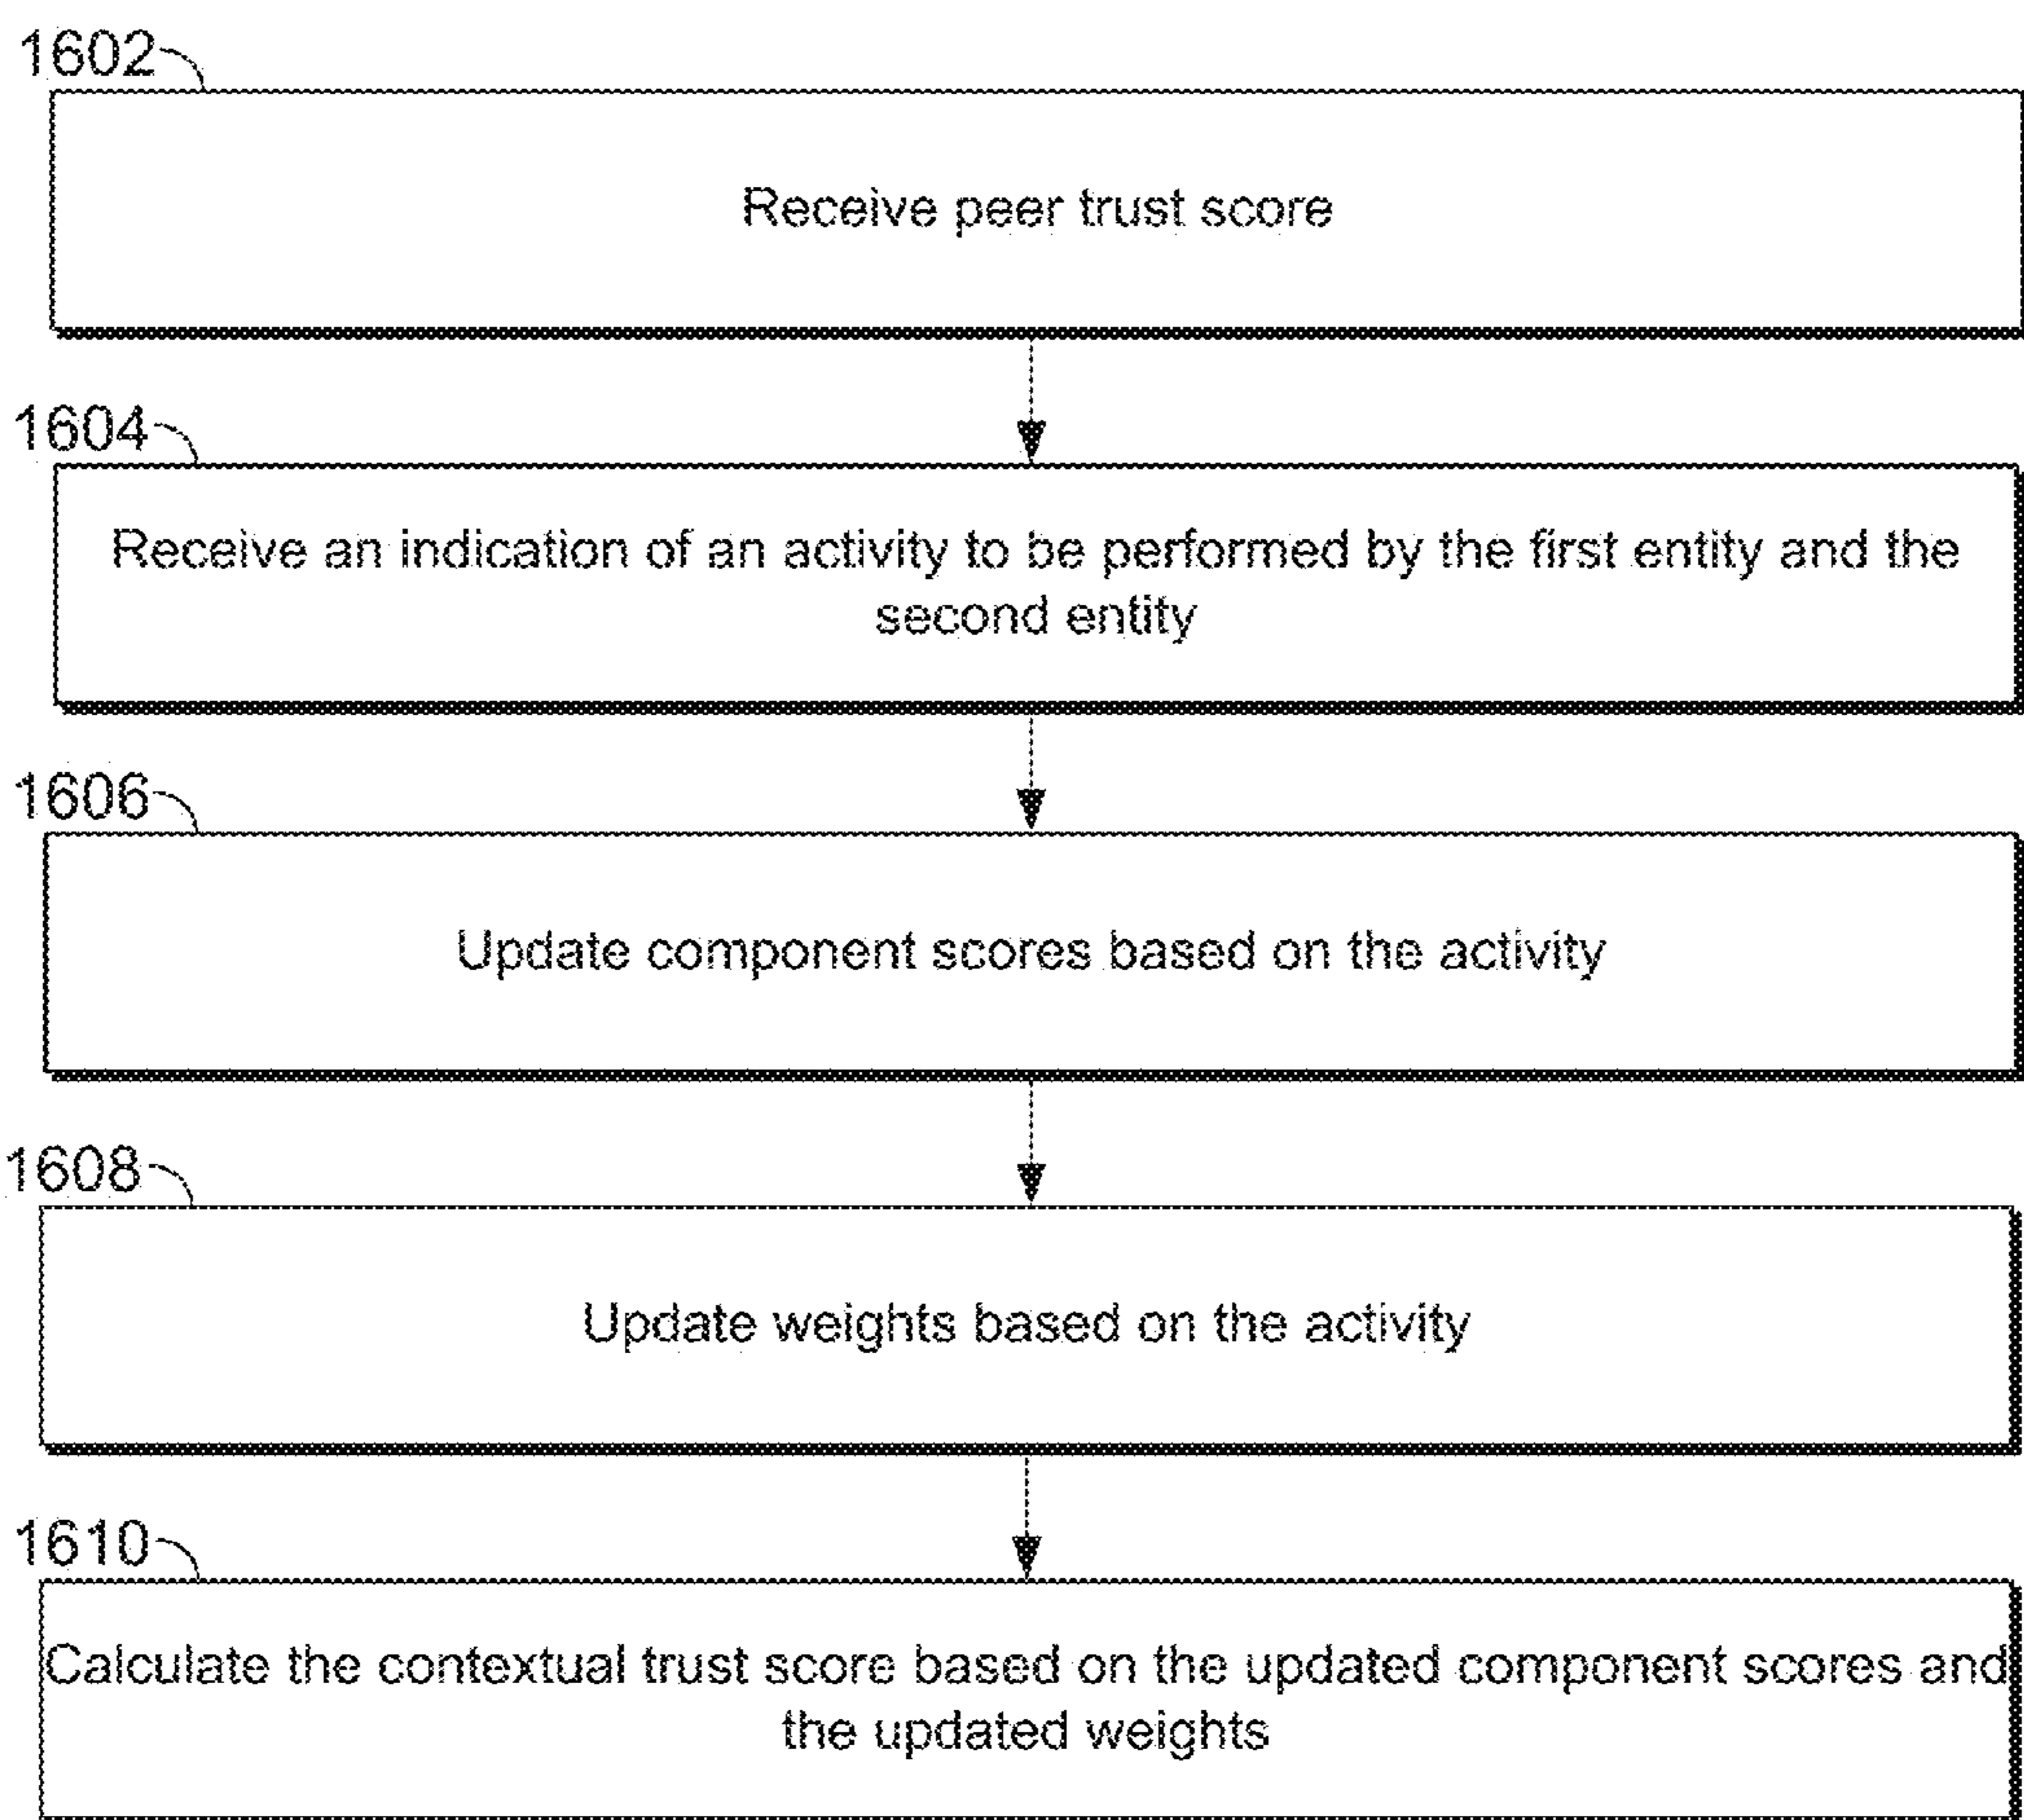 1602
Receive peer trust score
1604
Receive an indication of an activity to be performed by the first entity and the
second entity
1606
Update component scores based on the activity
1608
Update weights based on the activity
1610
Calculate the contextual trust score based on the updated component scores and
the updated weights